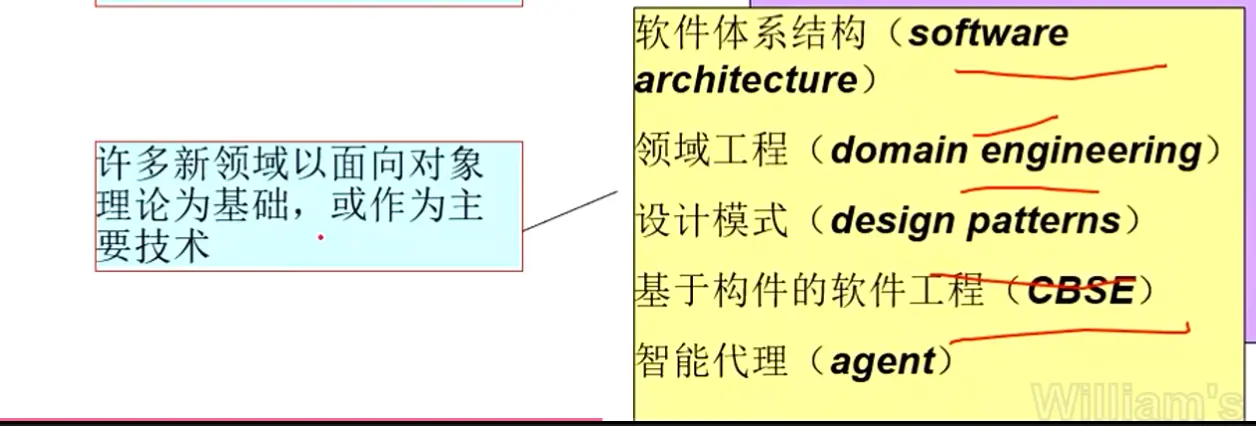 许多新领域以面向对象
理论为基础，或作为主
要技术
软件体系结构（software
architecture）
领域工程（domain engineering）
设计模式（design patterns）
基于构件的软件工程（CBSE）
智能代理（agent）
William's